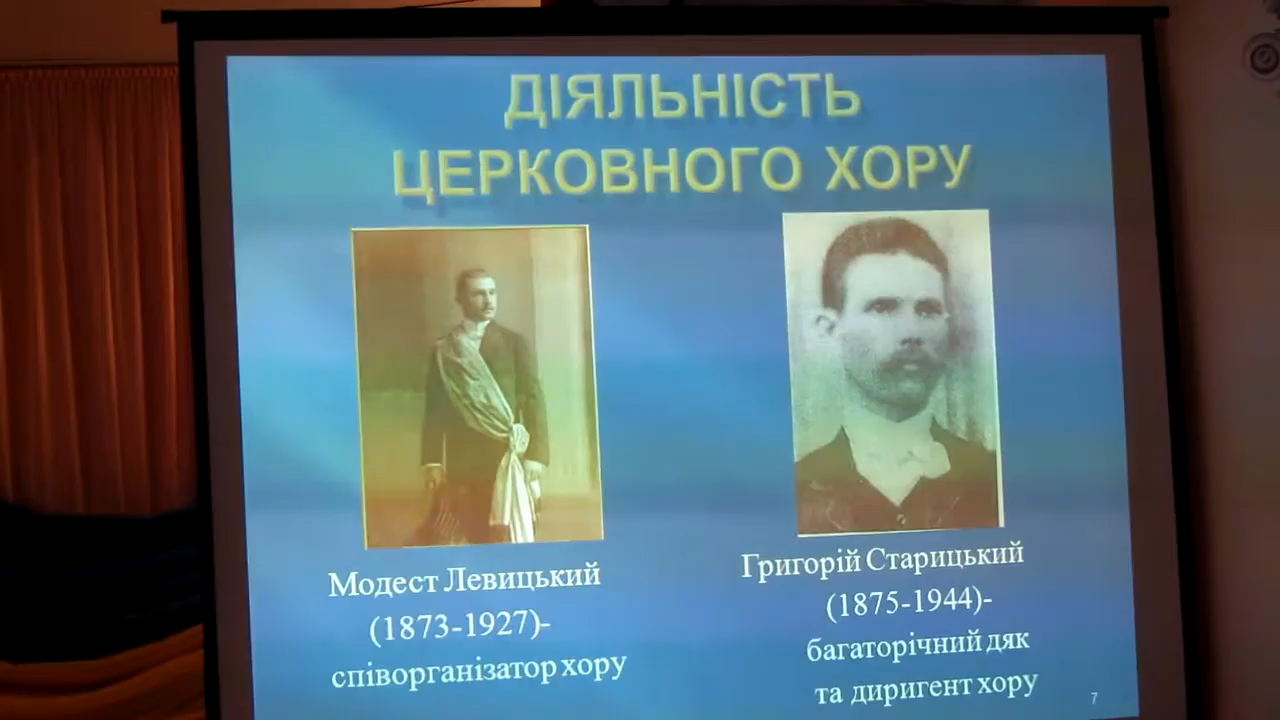 ДІЯЛЬНІСТЬ
ЦЕРКОВНОГО ХОРУ
Модест Левицький
(1873-1927)-
співорганізатор хору
Григорій Старицький
(1875-1944)-
багаторічний дяк
та диригент хору
7